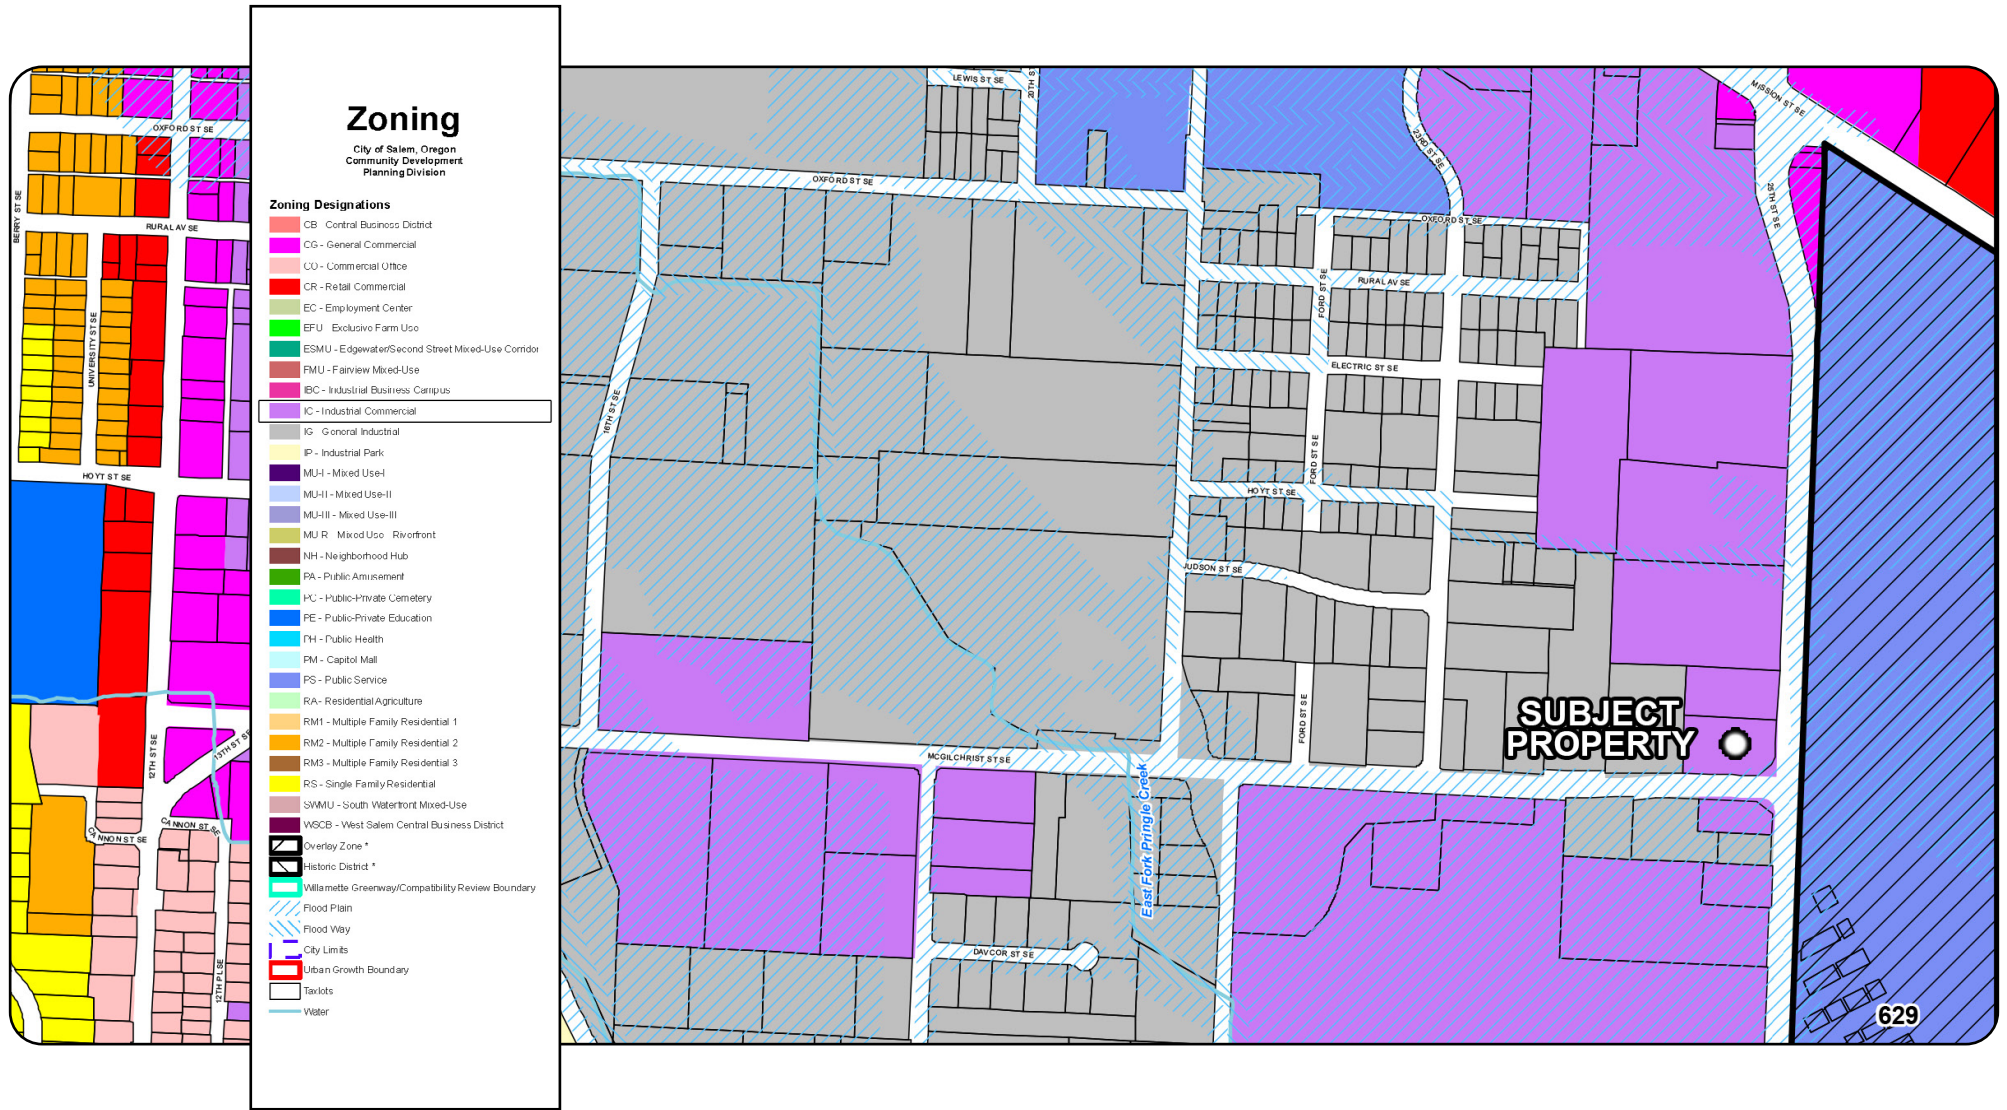 Zoning
City of Salem, Oregon
Community Development
Planning Division
Zoning Designations
CB Central Business District
CG - General Commercial
CO - Commercial Office
CR - Retail Commercial
EC - Employment Center
EFU Exclusive Farm Use
ESMU - Edgewater/Second Street Mixed-Use Corridor
FMU - Fairview Mixed-Use
IBC - Industrial Business Campus
IC - Industrial Commercial
IG General Industrial
IP - Industrial Park
MU-I - Mixed Use-I
MU-II - Mixed Use-II
MU-III - Mixed Use-III
MU R Mixed Use Riverfront
NH - Neighborhood Hub
PA - Public Amusement
PC - Public-Private Cemetery
PE - Public-Private Education
PH - Public Health
PM - Capitol Mall
PS - Public Service
RA - Residential Agriculture
RM1 - Multiple Family Residential 1
RM2 - Multiple Family Residential 2
RM3 - Multiple Family Residential 3
RS - Single Family Residential
SWMU - South Waterfront Mixed-Use
WSCB - West Salem Central Business District
Overlay Zone *
Historic District *
Willamette Greenway/Compatibility Review Boundary
Flood Plain
Flood Way
City Limits
Urban Growth Boundary
Taxlots
Water
OXFORD ST SE
BERRY ST SE
RURAL AV SE
UNIVERSITY ST SE
HOYT ST SE
12TH ST SE
13TH ST SE
CANNON ST SE
CANNON ST SE
12TH PL SE
LEWIS ST SE
20TH ST
OXFORD ST SE
16TH ST SE
23RD ST SE
MISSION ST SE
25TH ST SE
OXFORD ST SE
RURAL AV SE
FORD ST SE
ELECTRIC ST SE
FORD ST SE
HOYT ST SE
JUDSON ST SE
FORD ST SE
MCGILCHRIST ST SE
East Fork Pringle Creek
DAVCOR ST SE
SUBJECT
PROPERTY
629